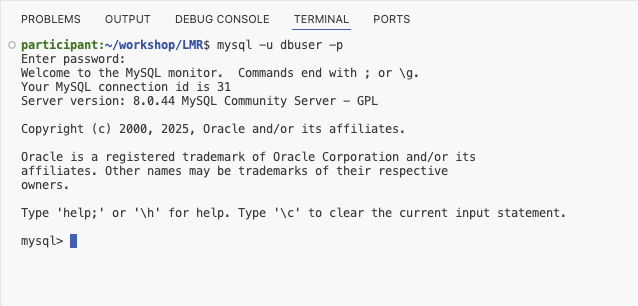 PROBLEMS OUTPUT DEBUG CONSOLE TERMINAL PORTS
participant:~/workshop/LMR$ mysql -u dbuser -p
Enter password:
Welcome to the MySQL monitor.  Commands end with ; or \g.
Your MySQL connection id is 31
Server version: 8.0.44 MySQL Community Server - GPL
Copyright (c) 2000, 2025, Oracle and/or its affiliates.
Oracle is a registered trademark of Oracle Corporation and/or its
affiliates. Other names may be trademarks of their respective
owners.
Type 'help;' or '\h' for help. Type '\c' to clear the current input statement.
mysql>